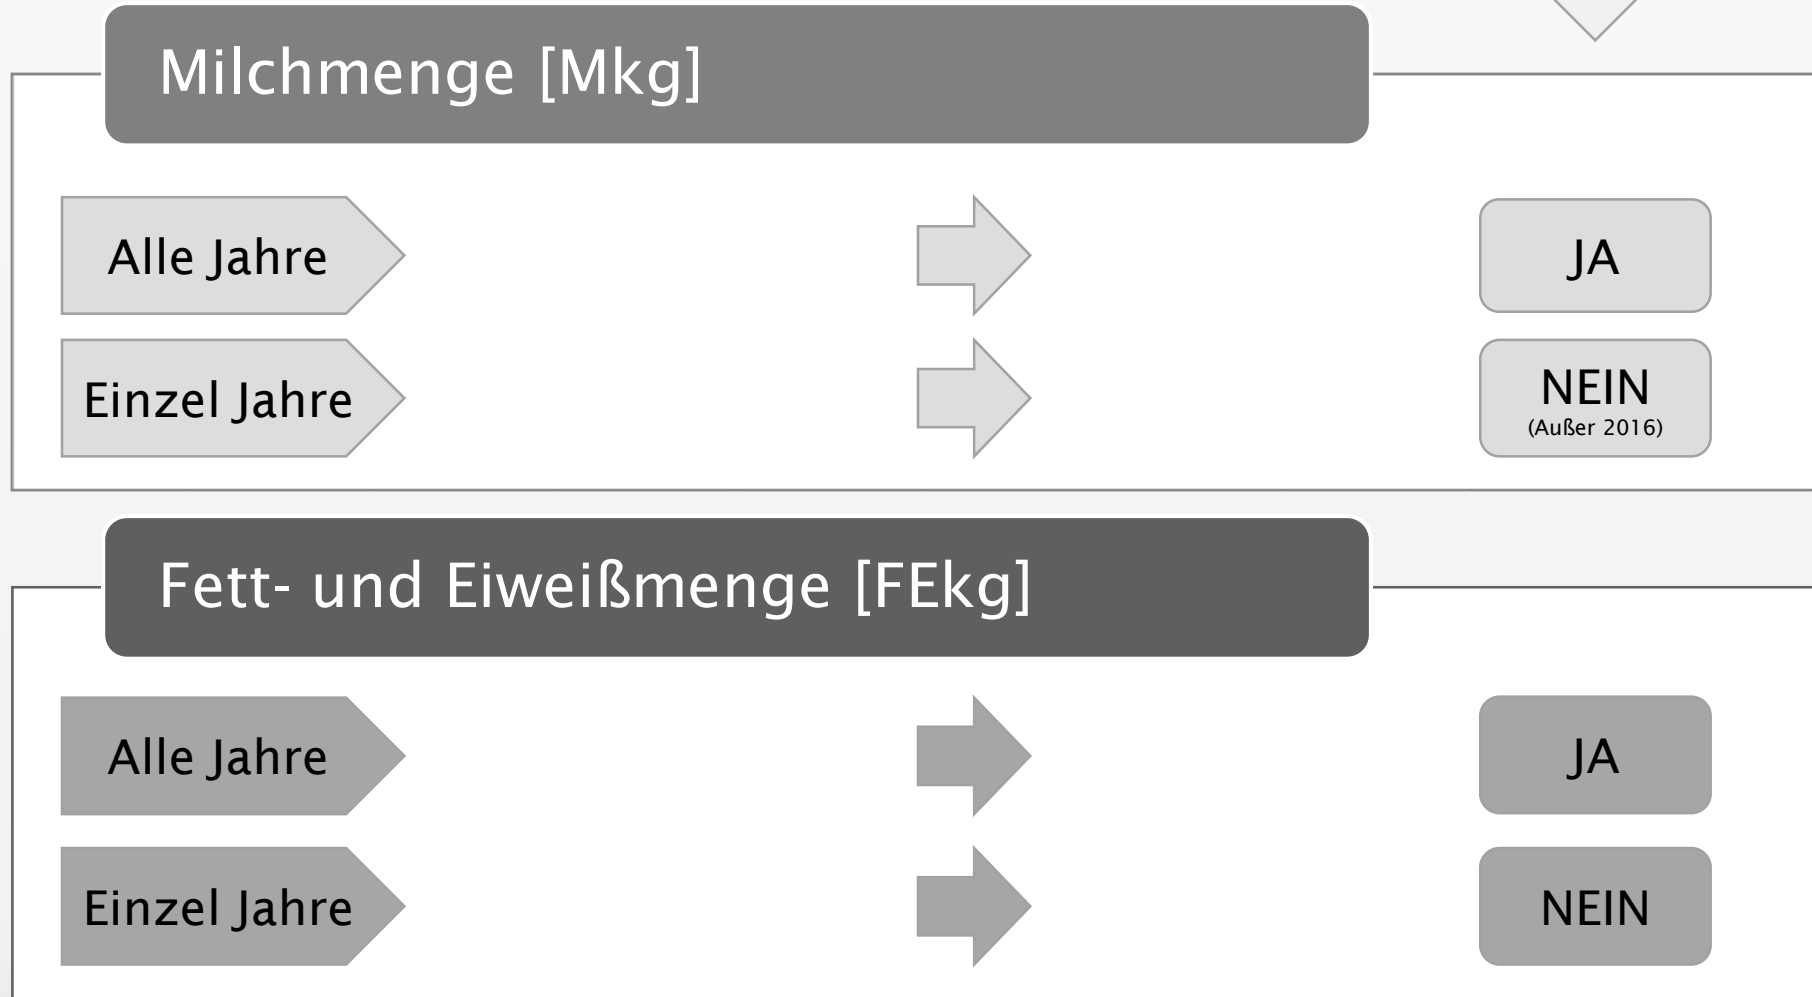 Milchmenge [Mkg]
Alle Jahre
JA
Einzel Jahre
NEIN
(Außer 2016)
Fett- und Eiweißmenge [FEkg]
Alle Jahre
JA
Einzel Jahre
NEIN